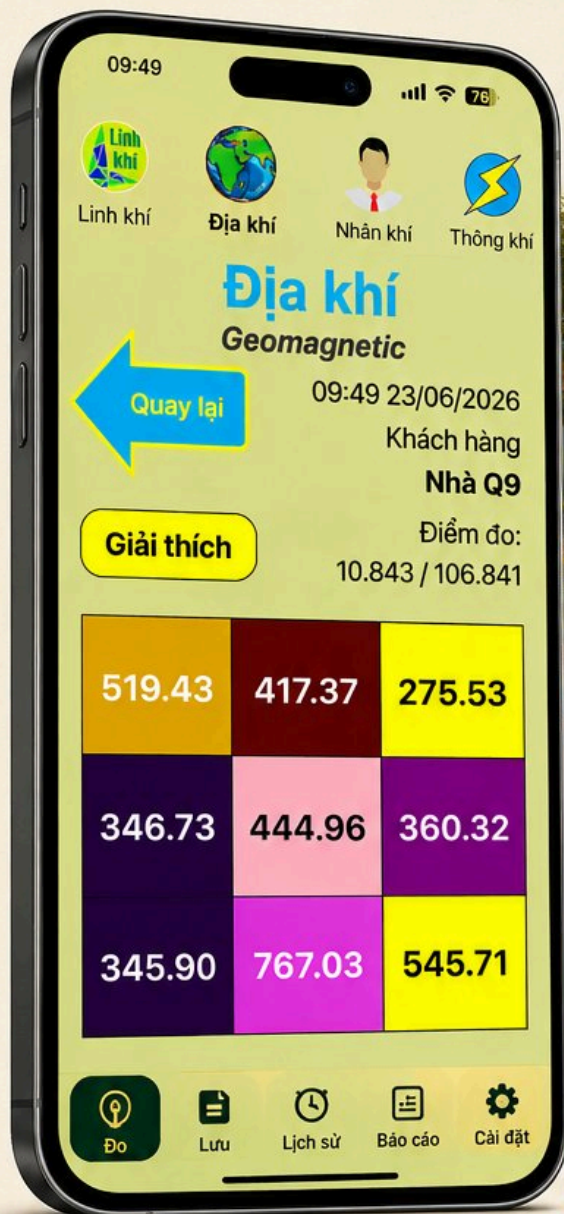 09:49
76
Linh khí
Linh khí
Địa khí
Nhân khí
Thông khí
Địa khí
Geomagnetic
Quay lại
09:49 23/06/2026
Khách hàng
Nhà Q9
Giải thích
Điểm đo:
10.843 / 106.841
519.43 417.37 275.53
346.73 444.96 360.32
345.90 767.03 545.71
Đo
Lưu
Lịch sử
Báo cáo
Cài đặt